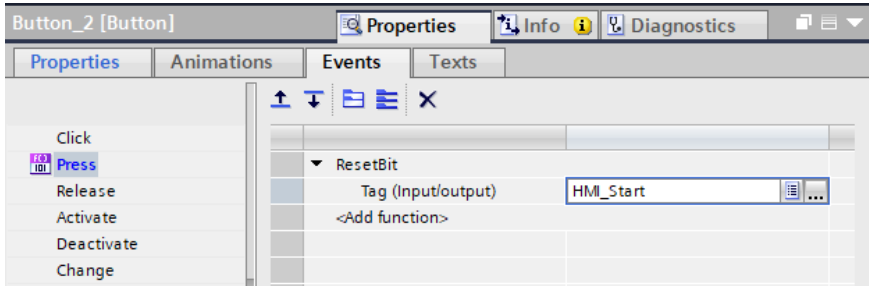 Button_2 [Button]
Properties
Info
Diagnostics
Properties
Animations
Events
Texts
Click
Press
Release
Activate
Deactivate
Change
ResetBit
Tag (Input/output) HMI_Start
<Add function>